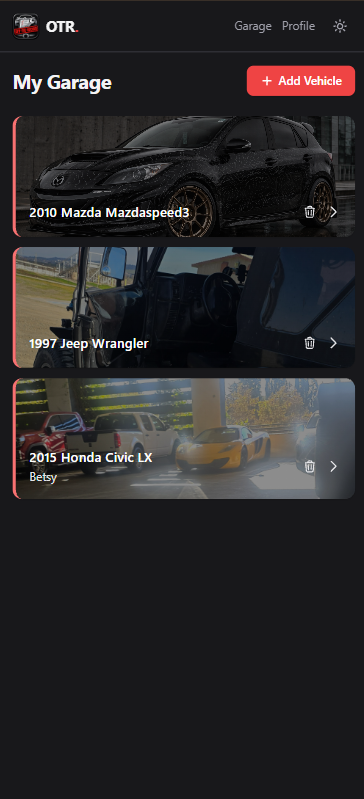 OTR.
Garage
Profile
My Garage
+ Add Vehicle
2010 Mazda Mazdaspeed3
1997 Jeep Wrangler
2015 Honda Civic LX
Betsy